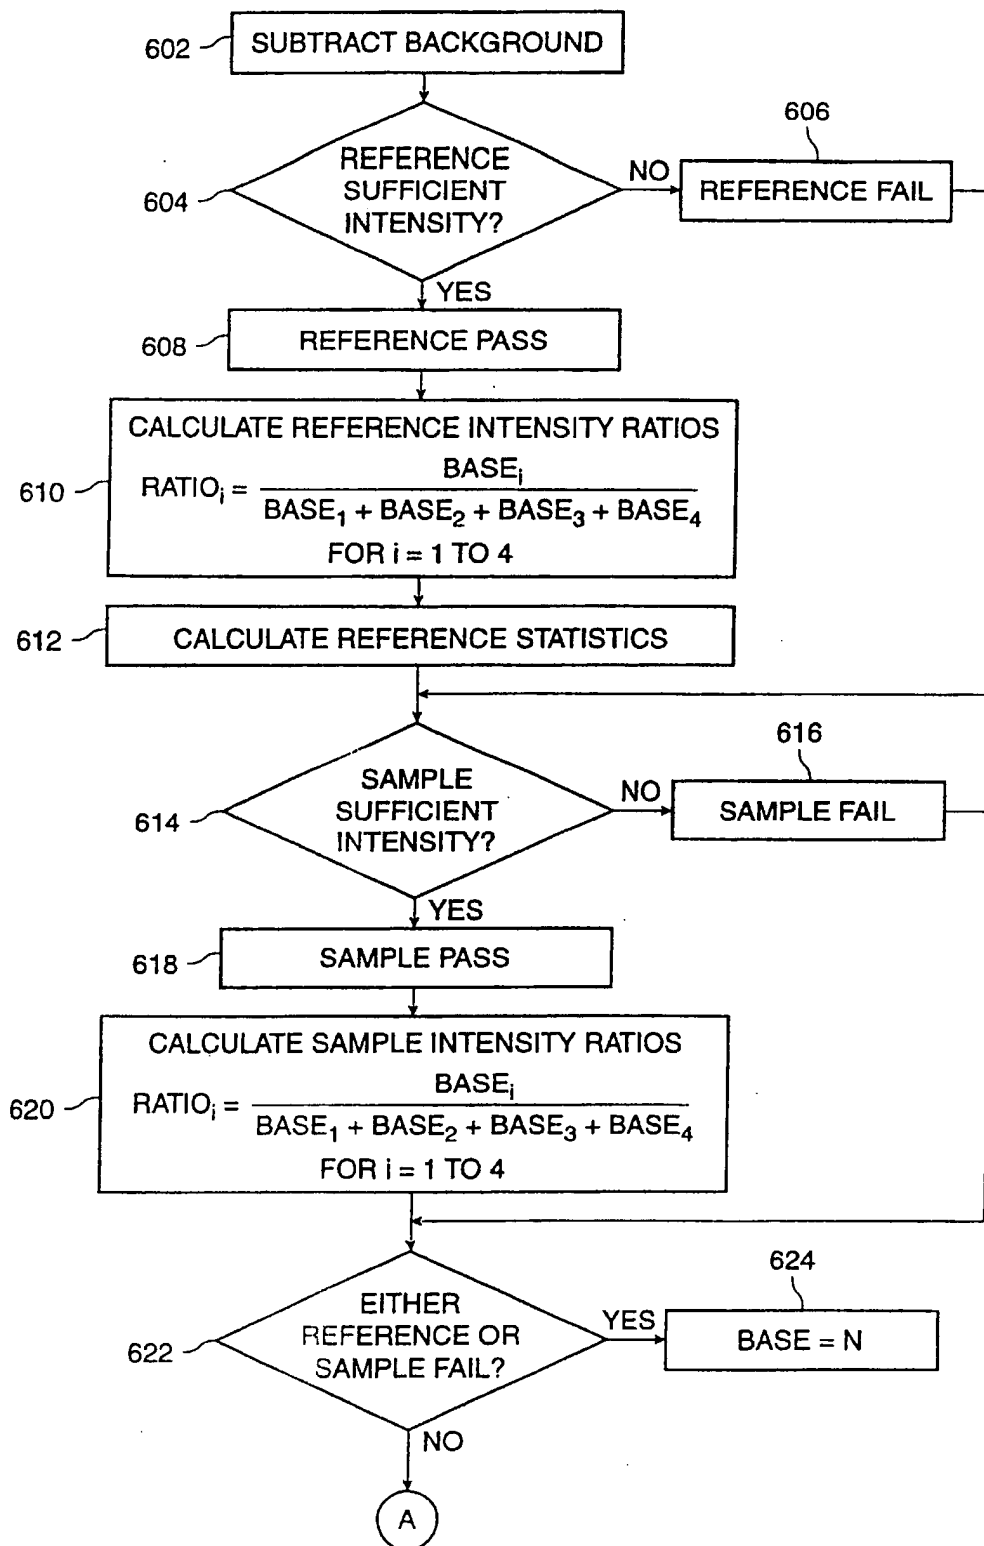 602
SUBTRACT BACKGROUND
604
REFERENCE
SUFFICIENT
INTENSITY?
NO
606
REFERENCE FAIL
YES
608
REFERENCE PASS
610
CALCULATE REFERENCE INTENSITY RATIOS
RATIOi = BASEi / BASE1 + BASE2 + BASE3 + BASE4
FOR i = 1 TO 4
612
CALCULATE REFERENCE STATISTICS
614
SAMPLE
SUFFICIENT
INTENSITY?
NO
616
SAMPLE FAIL
YES
618
SAMPLE PASS
620
CALCULATE SAMPLE INTENSITY RATIOS
RATIOi = BASEi / BASE1 + BASE2 + BASE3 + BASE4
FOR i = 1 TO 4
622
EITHER
REFERENCE OR
SAMPLE FAIL?
YES
624
BASE = N
NO
A